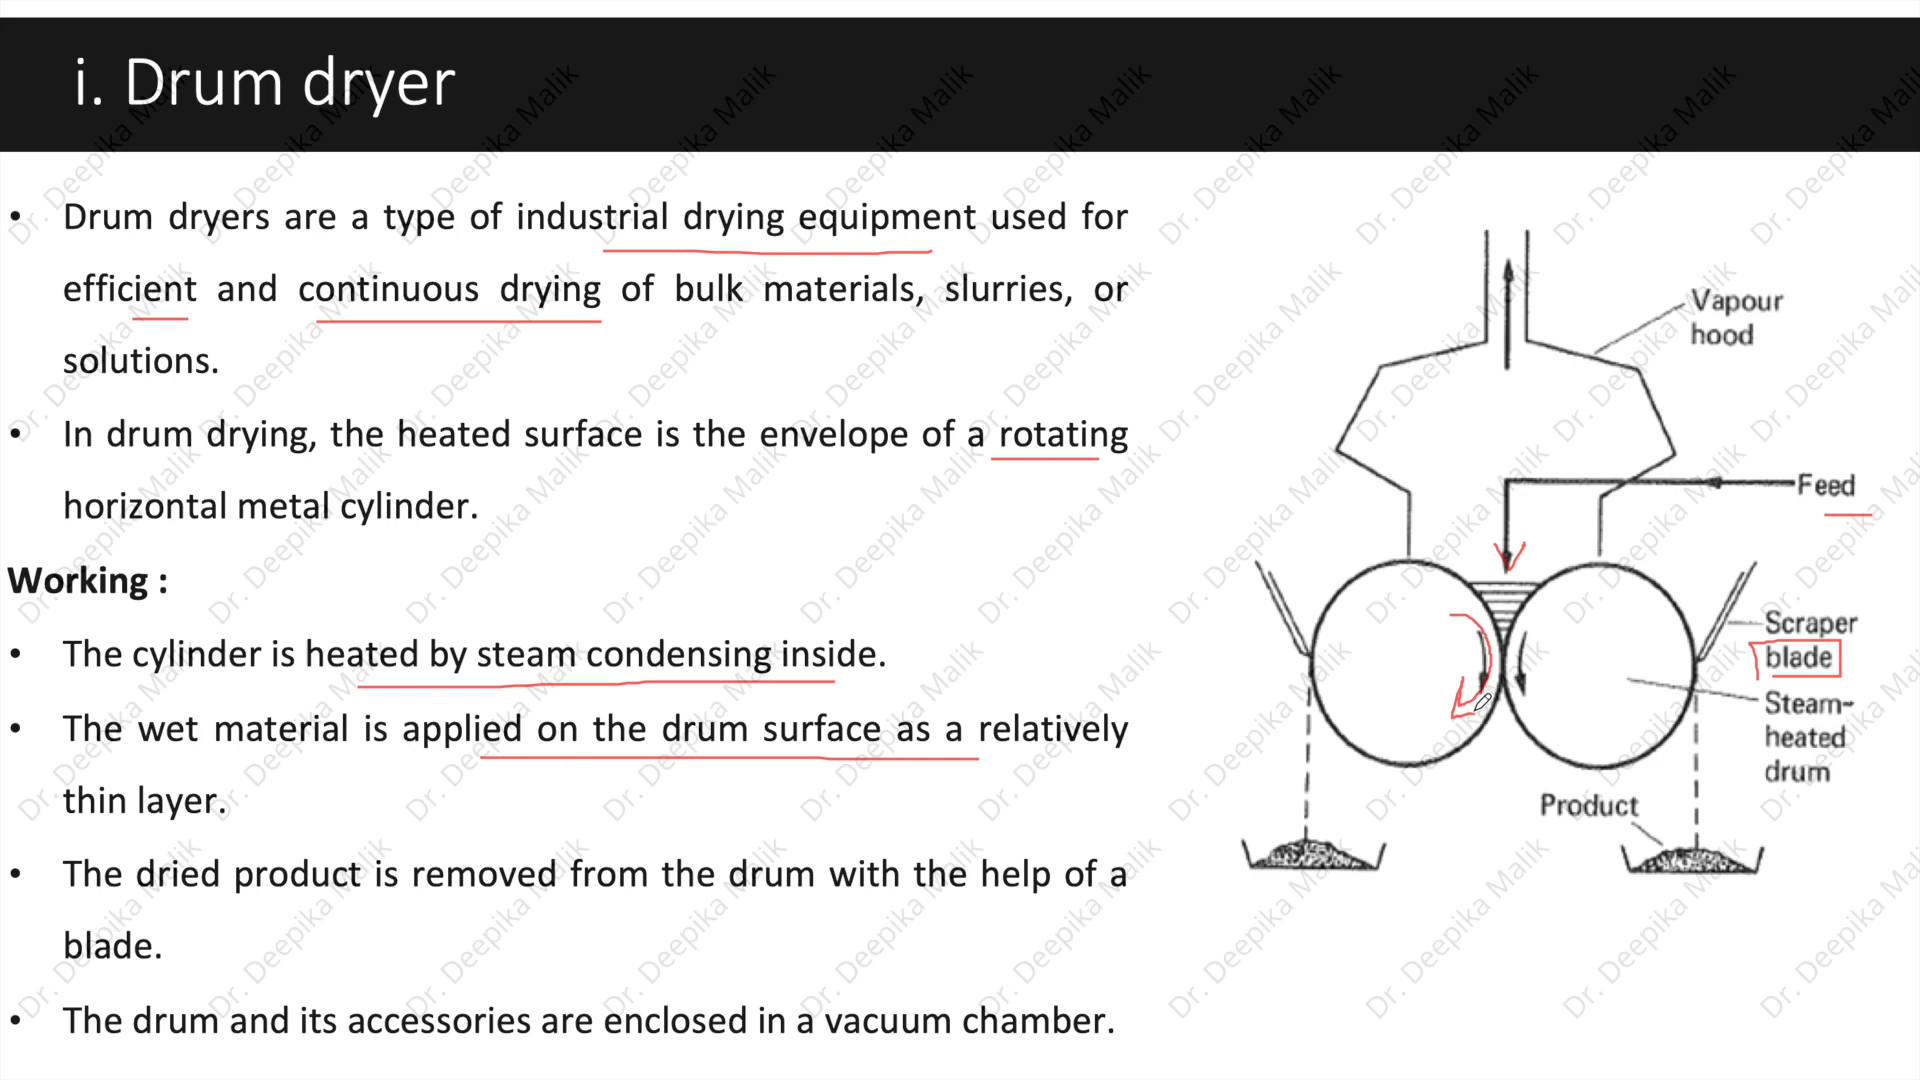 i. Drum dryer
• Drum dryers are a type of industrial drying equipment used for
efficient and continuous drying of bulk materials, slurries, or
solutions.
• In drum drying, the heated surface is the envelope of a rotating
horizontal metal cylinder.
Working :
• The cylinder is heated by steam condensing inside.
• The wet material is applied on the drum surface as a relatively
thin layer.
• The dried product is removed from the drum with the help of a
blade.
• The drum and its accessories are enclosed in a vacuum chamber.
Vapour
hood
Feed
Scraper
blade
Steam-
heated
drum
Product
Dr. Deepika Malik